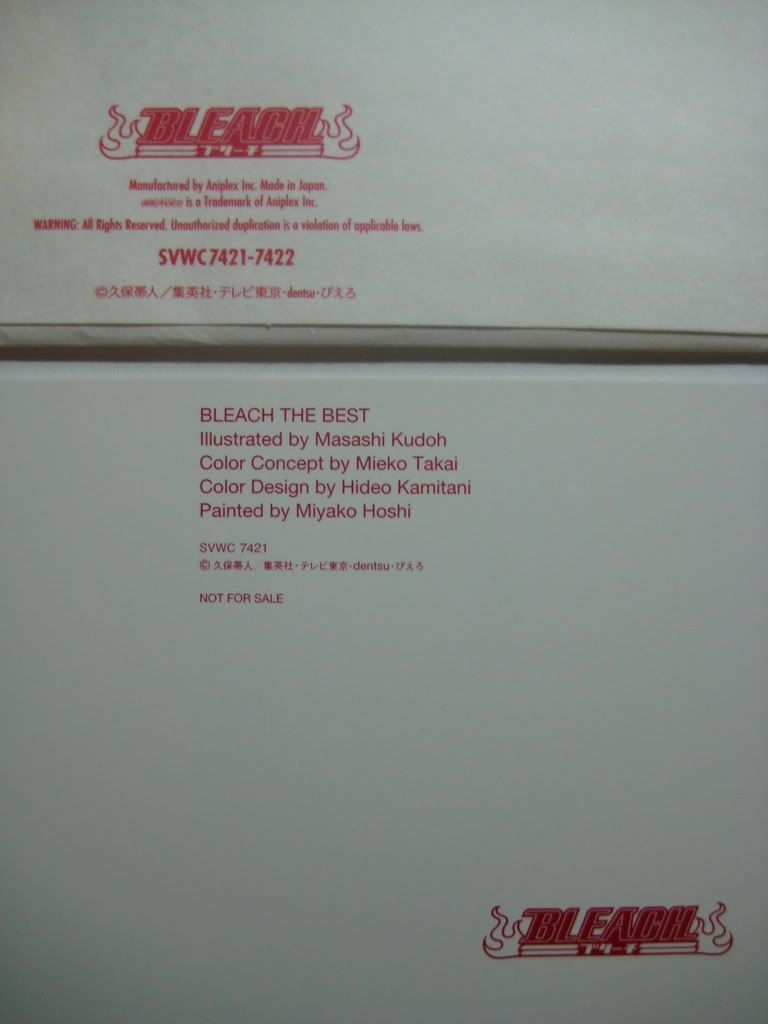 BLEACH
ブリーチ
Manufactured by Aniplex Inc. Made in Japan.
is a Trademark of Aniplex Inc.
WARNING: All Rights Reserved. Unauthorized duplication is a violation of applicable laws.
SVWC7421-7422
©久保帯人／集英社・テレビ東京・dentsu・ぴえろ
BLEACH THE BEST
Illustrated by Masashi Kudoh
Color Concept by Mieko Takai
Color Design by Hideo Kamitani
Painted by Miyako Hoshi
SVWC 7421
©久保帯人／集英社・テレビ東京・dentsu・ぴえろ
NOT FOR SALE
BLEACH
ブリーチ